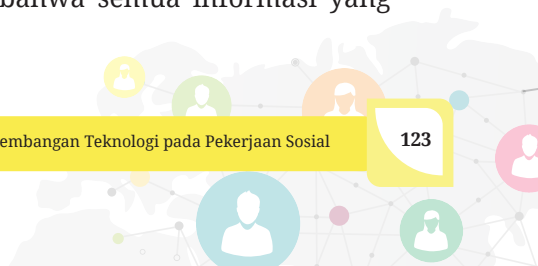 bahwa semua informasi yang
embangan Teknologi pada Pekerjaan Sosial
123